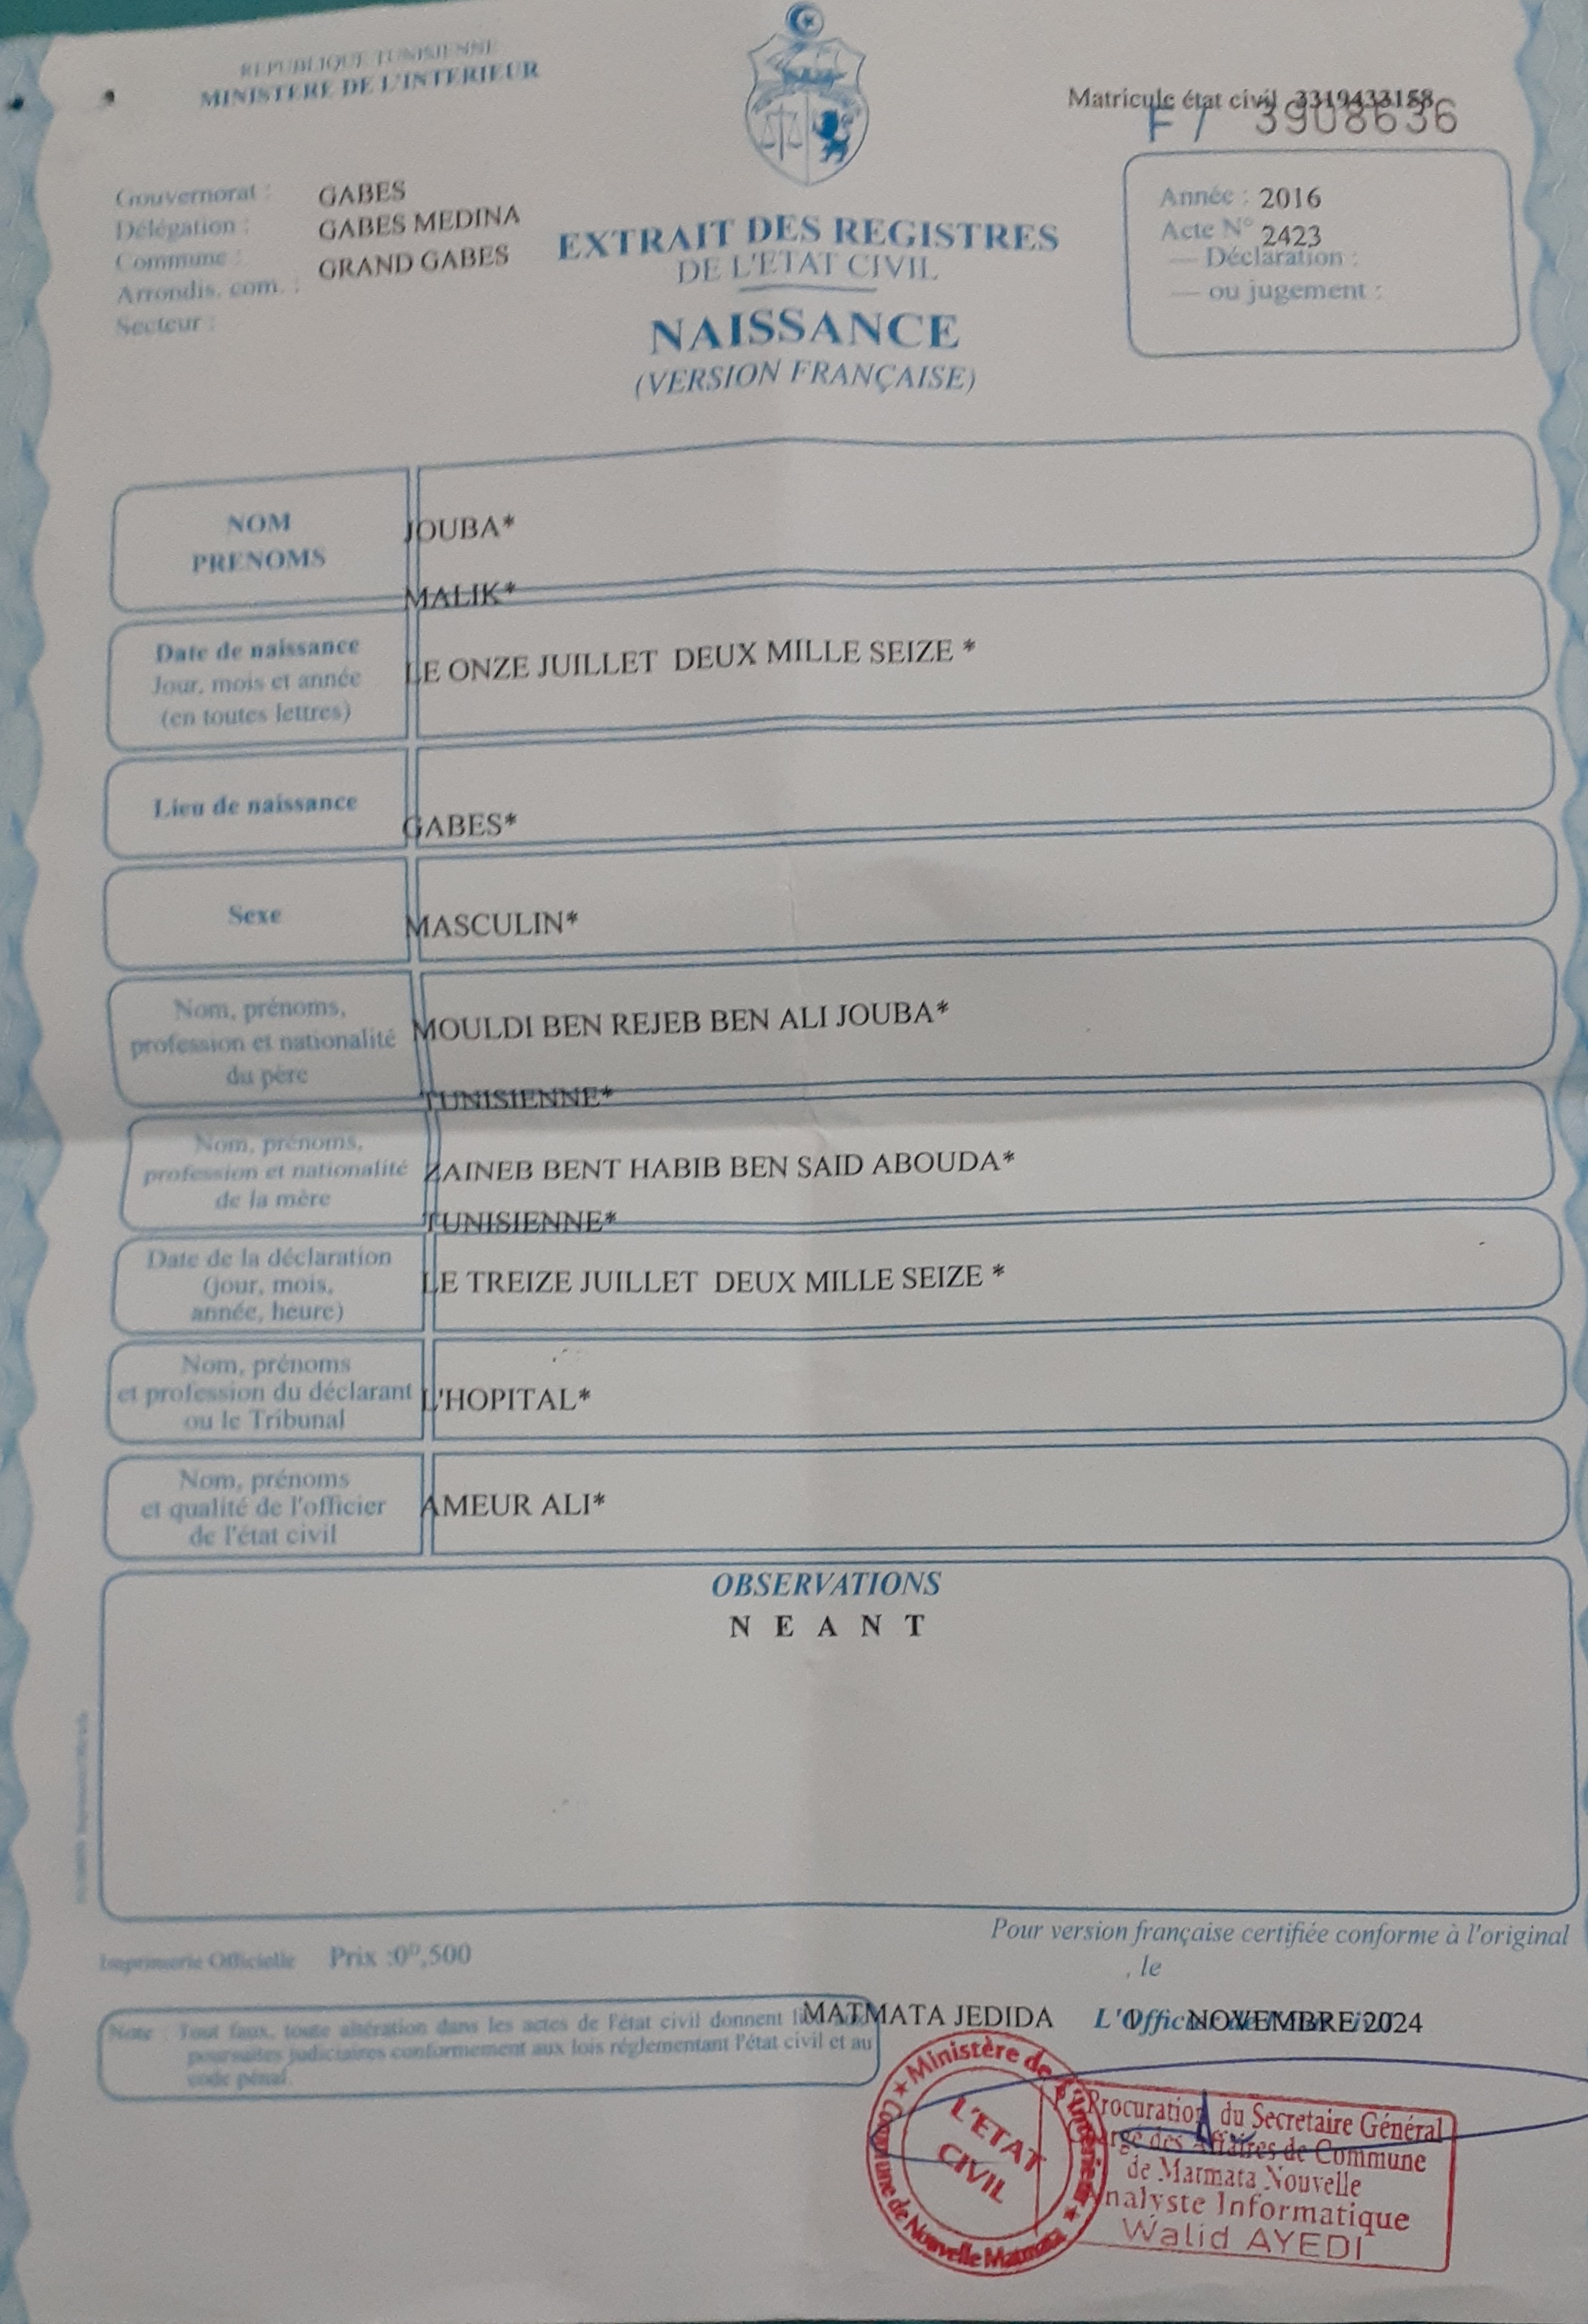 REPUBLIQUE TUNISIENNE
MINISTERE DE L'INTERIEUR
Matricule état civil 3319433158
F / 3908636
Gouvernorat : GABES
Délégation : GABES MEDINA
Commune : GRAND GABES
Arrondis. com. :
Secteur :
EXTRAIT DES REGISTRES
DE L'ETAT CIVIL
NAISSANCE
(VERSION FRANÇAISE)
Année : 2016
Acte N° 2423
— Déclaration :
— ou jugement :
NOM JOUBA*
PRENOMS MALIK*
Date de naissance
Jour, mois et année
(en toutes lettres)
LE ONZE JUILLET DEUX MILLE SEIZE *
Lieu de naissance
GABES*
Sexe
MASCULIN*
Nom, prénoms,
profession et nationalité
du père
MOULDI BEN REJEB BEN ALI JOUBA*
TUNISIENNE*
Nom, prénoms,
profession et nationalité
de la mère
ZAINEB BENT HABIB BEN SAID ABOUDA*
TUNISIENNE*
Date de la déclaration
(jour, mois,
année, heure)
LE TREIZE JUILLET DEUX MILLE SEIZE *
Nom, prénoms
et profession du déclarant
ou le Tribunal
L'HOPITAL*
Nom, prénoms
et qualité de l'officier
de l'état civil
AMEUR ALI*
OBSERVATIONS
N E A N T
Pour version française certifiée conforme à l'original
, le
Imprimerie Officielle Prix :0ᴰ,500
MATMATA JEDIDA NOVEMBRE 2024
L'Officier
Note : Tout faux, toute altération dans les actes de l'état civil donnent
poursuites judiciaires conformement aux lois réglementant l'état civil et au
code pénal.
Ministère de l'Intérieur
L'ETAT
CIVIL
Commune de Nouvelle Matmata
Procuration du Secretaire Général
des Affaires de Commune
de Matmata Nouvelle
Analyste Informatique
Walid AYEDI